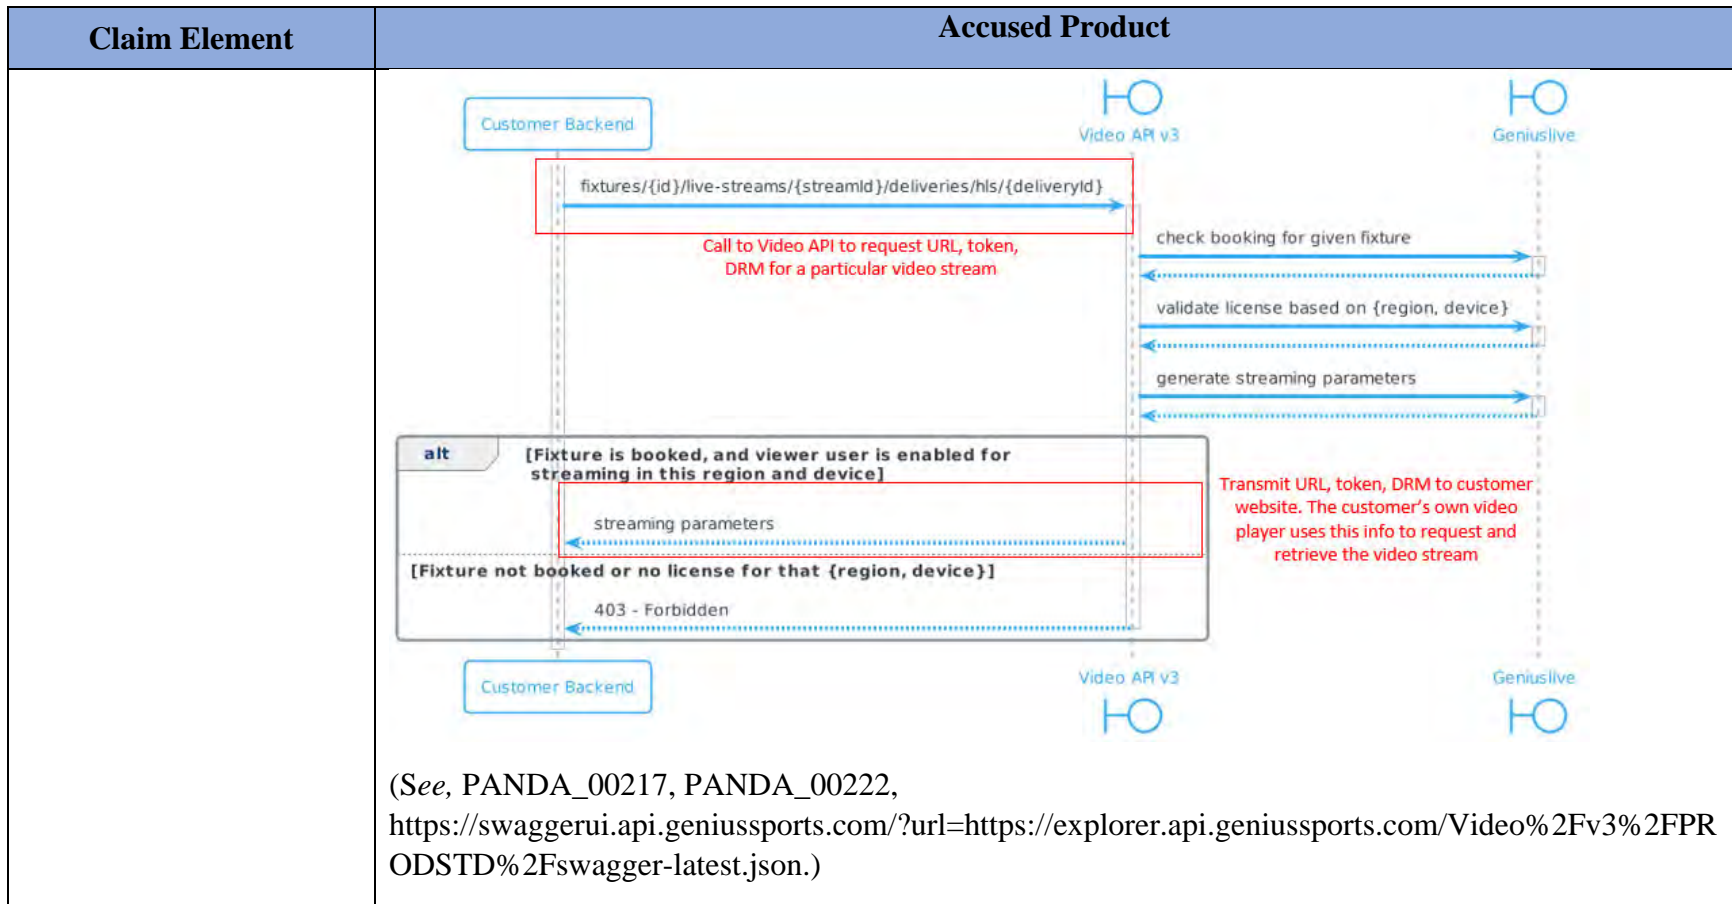 Claim Element
Accused Product
Customer Backend
Video API v3
Geniuslive
fixtures/{id}/live-streams/{streamId}/deliveries/hls/{deliveryId}
Call to Video API to request URL, token,
DRM for a particular video stream
check booking for given fixture
validate license based on {region, device}
generate streaming parameters
alt
[Fixture is booked, and viewer user is enabled for
streaming in this region and device]
Transmit URL, token, DRM to customer
website. The customer's own video
player uses this info to request and
retrieve the video stream
streaming parameters
[Fixture not booked or no license for that {region, device}]
403 - Forbidden
Customer Backend
Video API v3
Geniuslive
(See, PANDA_00217, PANDA_00222,
https://swaggerui.api.geniussports.com/?url=https://explorer.api.geniussports.com/Video%2Fv3%2FPR
ODSTD%2Fswagger-latest.json.)